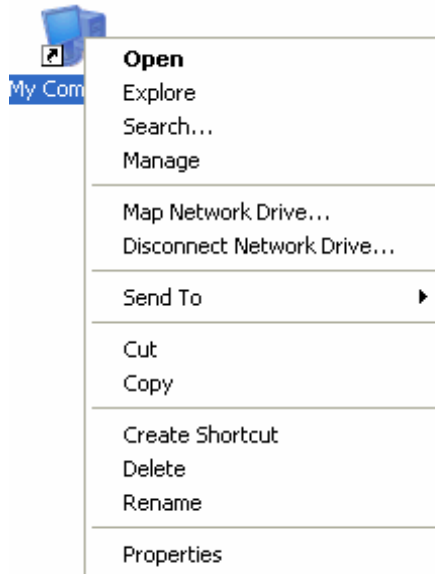 My Com
Open
Explore
Search...
Manage
Map Network Drive...
Disconnect Network Drive...
Send To
Cut
Copy
Create Shortcut
Delete
Rename
Properties